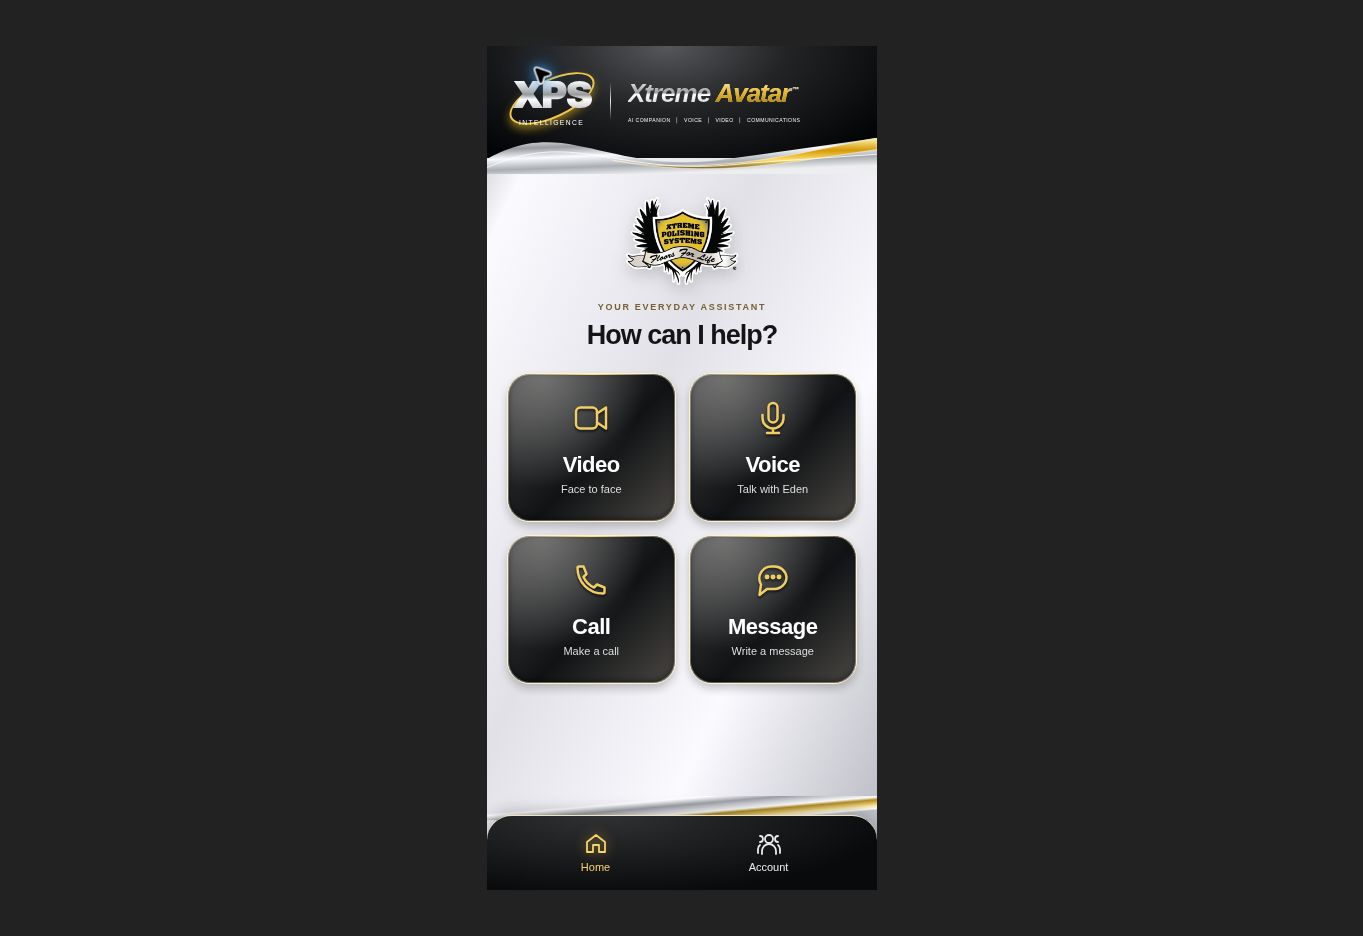 XPS
INTELLIGENCE
Xtreme Avatar™
AI COMPANION | VOICE | VIDEO | COMMUNICATIONS
XTREME
POLISHING
SYSTEMS
Floors For Life
®
YOUR EVERYDAY ASSISTANT
How can I help?
Video
Face to face
Voice
Talk with Eden
Call
Make a call
Message
Write a message
Home
Account